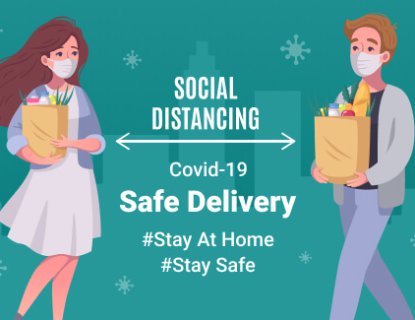 SOCIAL
DISTANCING
Covid-19
Safe Delivery
#Stay At Home
#Stay Safe